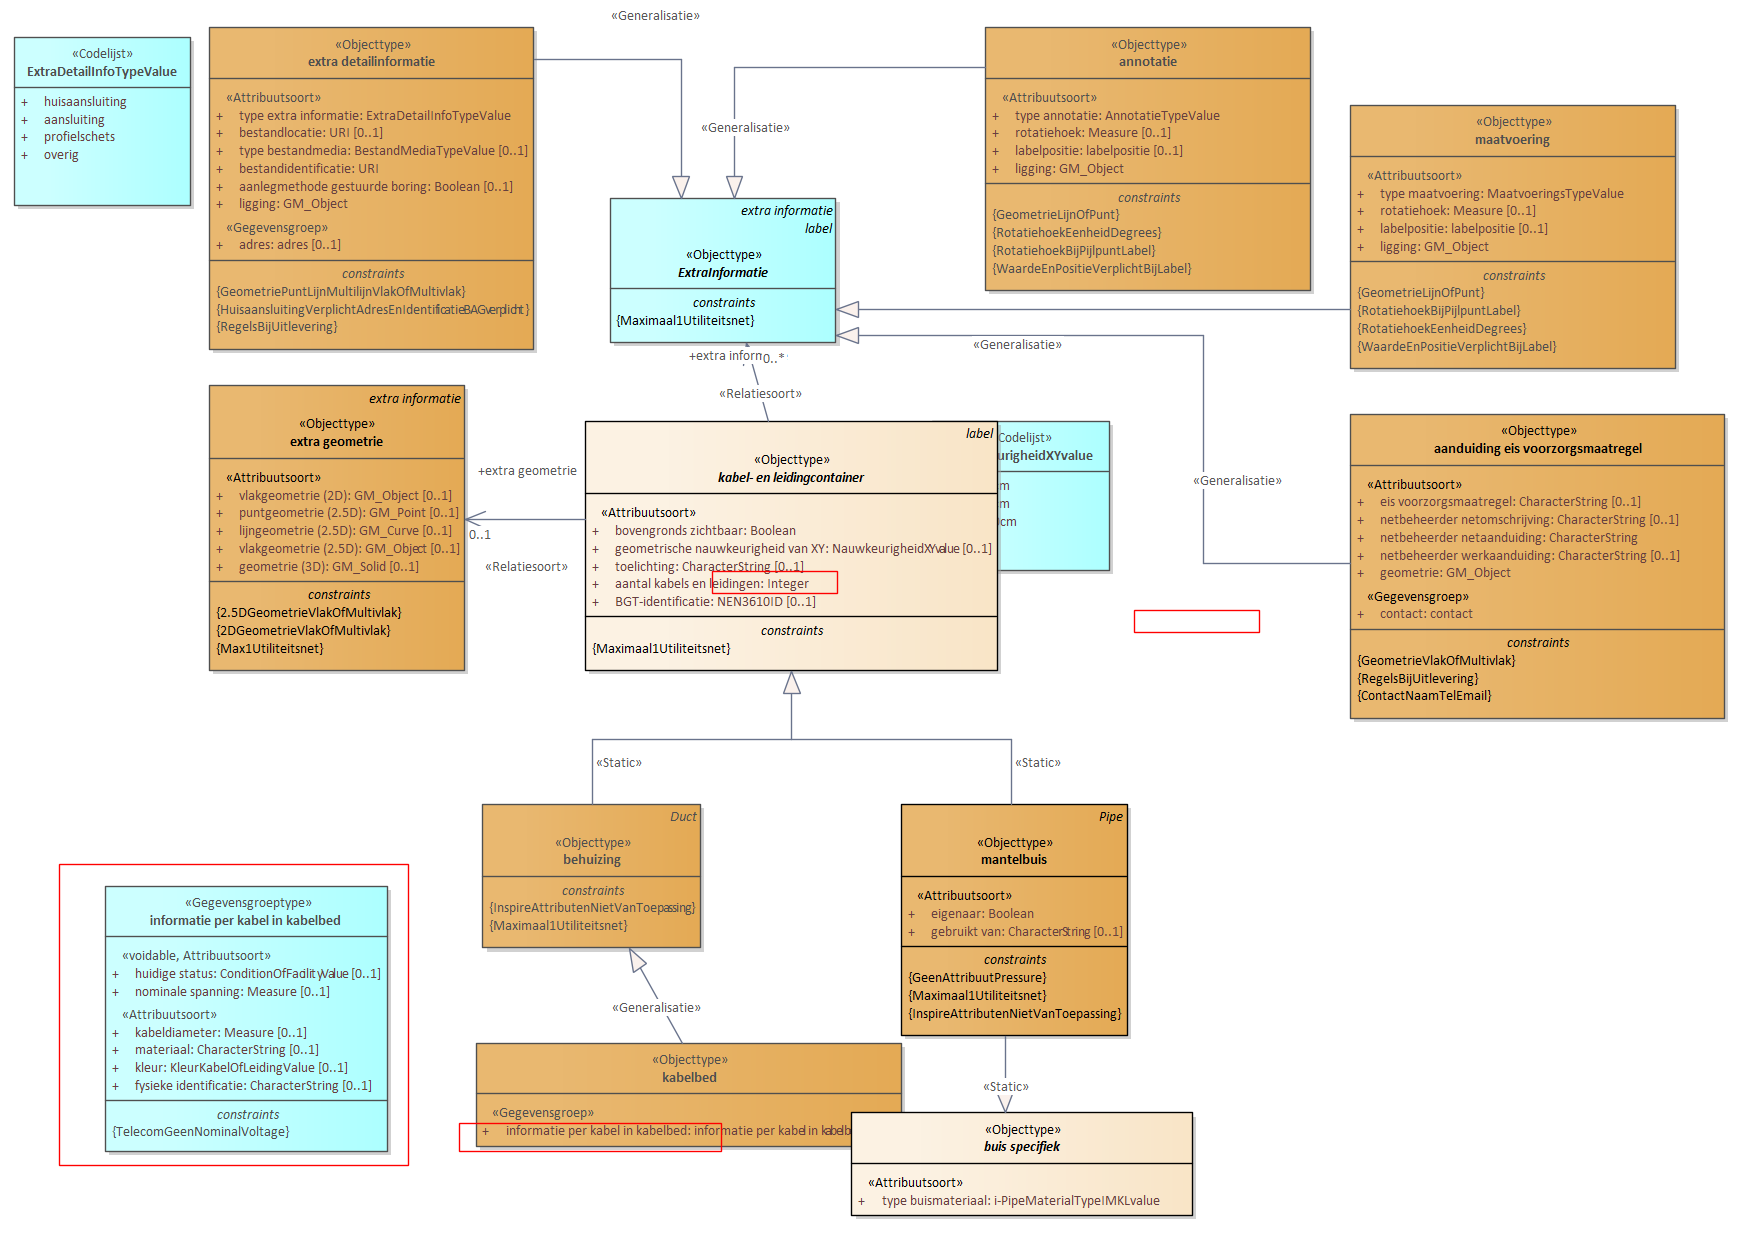 «Generalisatie»
«Codelijst»
ExtraDetailInfoTypeValue
+ huisaansluiting
+ aansluiting
+ profielschets
+ overig
«Objecttype»
extra detailinformatie
«Attribuutsoort»
+ type extra informatie: ExtraDetailInfoTypeValue
+ bestandlocatie: URI [0..1]
+ type bestandmedia: BestandMediaTypeValue [0..1]
+ bestandidentificatie: URI
+ aanlegmethode gestuurde boring: Boolean [0..1]
+ ligging: GM_Object
«Gegevensgroep»
+ adres: adres [0..1]
constraints
{GeometriePuntLijnMultilijnVlakOfMultivlak}
{HuisaansluitingVerplichtAdresEnIdentificatieBAGverplicht}
{RegelsBijUitlevering}
«Generalisatie»
«Objecttype»
annotatie
«Attribuutsoort»
+ type annotatie: AnnotatieTypeValue
+ rotatiehoek: Measure [0..1]
+ labelpositie: labelpositie [0..1]
+ ligging: GM_Object
constraints
{GeometrieLijnOfPunt}
{RotatiehoekEenheidDegrees}
{RotatiehoekBijPijlpuntLabel}
{WaardeEnPositieVerplichtBijLabel}
«Objecttype»
maatvoering
«Attribuutsoort»
+ type maatvoering: MaatvoeringsTypeValue
+ rotatiehoek: Measure [0..1]
+ labelpositie: labelpositie [0..1]
+ ligging: GM_Object
constraints
{GeometrieLijnOfPunt}
{RotatiehoekBijPijlpuntLabel}
{RotatiehoekEenheidDegrees}
{WaardeEnPositieVerplichtBijLabel}
extra informatie
label
«Objecttype»
ExtraInformatie
constraints
{Maximaal1Utiliteitsnet}
«Generalisatie»
+extra inform
0..*
«Relatiesoort»
extra informatie
«Objecttype»
extra geometrie
«Attribuutsoort»
+ vlakgeometrie (2D): GM_Object [0..1]
+ puntgeometrie (2.5D): GM_Point [0..1]
+ lijngeometrie (2.5D): GM_Curve [0..1]
+ vlakgeometrie (2.5D): GM_Object [0..1]
+ geometrie (3D): GM_Solid [0..1]
constraints
{2.5DGeometrieVlakOfMultivlak}
{2DGeometrieVlakOfMultivlak}
{Max1Utiliteitsnet}
+extra geometrie
0..1
«Relatiesoort»
label
«Objecttype»
kabel- en leidingcontainer
«Attribuutsoort»
+ bovengronds zichtbaar: Boolean
+ geometrische nauwkeurigheid van XY: NauwkeurigheidXYvalue [0..1]
+ toelichting: CharacterString [0..1]
+ aantal kabels en leidingen: Integer
+ BGT-identificatie: NEN3610ID [0..1]
constraints
{Maximaal1Utiliteitsnet}
Codelijst»
urigheidXYvalue
m
m
cm
«Generalisatie»
«Objecttype»
aanduiding eis voorzorgsmaatregel
«Attribuutsoort»
+ eis voorzorgsmaatregel: CharacterString [0..1]
+ netbeheerder netomschrijving: CharacterString [0..1]
+ netbeheerder netaanduiding: CharacterString
+ netbeheerder werkaanduiding: CharacterString [0..1]
+ geometrie: GM_Object
«Gegevensgroep»
+ contact: contact
constraints
{GeometrieVlakOfMultivlak}
{RegelsBijUitlevering}
{ContactNaamTelEmail}
«Static»
«Static»
Duct
«Objecttype»
behuizing
constraints
{InspireAttributenNietVanToepassing}
{Maximaal1Utiliteitsnet}
Pipe
«Objecttype»
mantelbuis
«Attribuutsoort»
+ eigenaar: Boolean
+ gebruikt van: CharacterString [0..1]
constraints
{GeenAttribuutPressure}
{Maximaal1Utiliteitsnet}
{InspireAttributenNietVanToepassing}
«Gegevensgroeptype»
informatie per kabel in kabelbed
«voidable, Attribuutsoort»
+ huidige status: ConditionOfFacilityValue [0..1]
+ nominale spanning: Measure [0..1]
«Attribuutsoort»
+ kabeldiameter: Measure [0..1]
+ materiaal: CharacterString [0..1]
+ kleur: KleurKabelOfLeidingValue [0..1]
+ fysieke identificatie: CharacterString [0..1]
constraints
{TelecomGeenNominalVoltage}
«Generalisatie»
«Objecttype»
kabelbed
«Gegevensgroep»
+ informatie per kabel in kabelbed: informatie per kabel in kabelb
«Static»
«Objecttype»
buis specifiek
«Attribuutsoort»
+ type buismateriaal: i-PipeMaterialTypeIMKLvalue